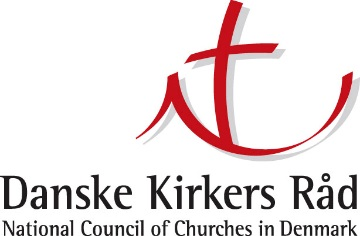 Danske Kirkers Råd
National Council of Churches in Denmark